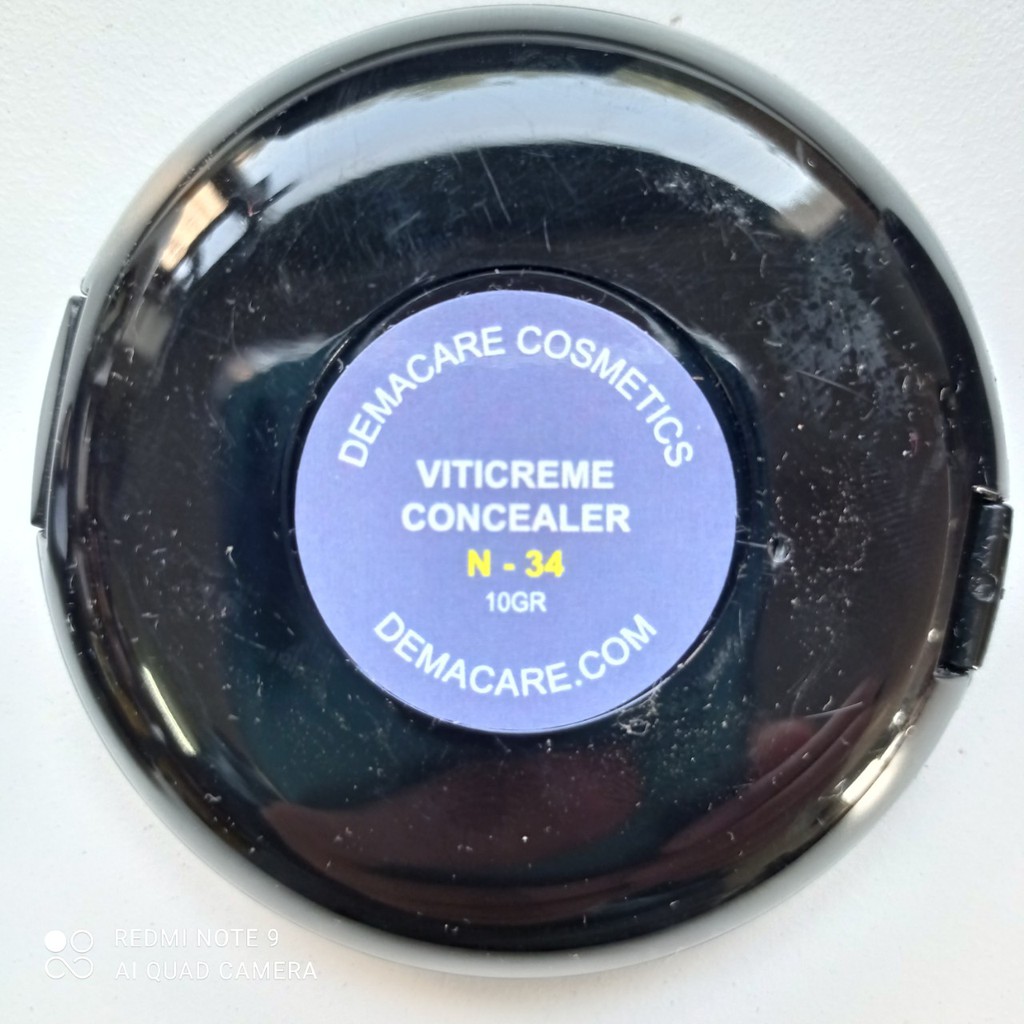 DEMACARE COSMETICS
VITICREME
CONCEALER
N - 34
10GR
DEMACARE.COM
REDMI NOTE 9
AI QUAD CAMERA